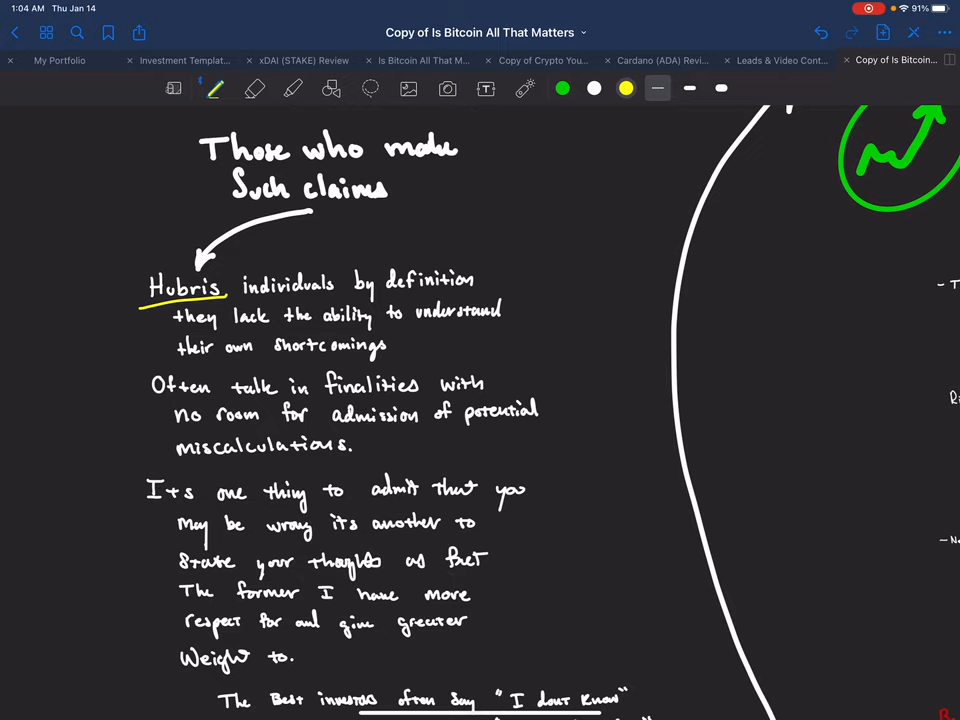 1:04 AM Thu Jan 14
91%
Copy of Is Bitcoin All That Matters
My Portfolio
Investment Templat...
xDAI (STAKE) Review
Is Bitcoin All That M...
Copy of Crypto You...
Cardano (ADA) Revi...
Leads & Video Cont...
Copy of Is Bitcoin...
T
Those who make
Such claims
Hubris individuals by definition
they lack the ability to understand
their own shortcomings
Often talk in finalities with
no room for admission of potential
miscalculations.
Its one thing to admit that you
May be wrong its another to
State your thoughts as fact
The former I have more
respect for and give greater
Weight to.
The Best investors often say "I dont know"
- T
- No
B